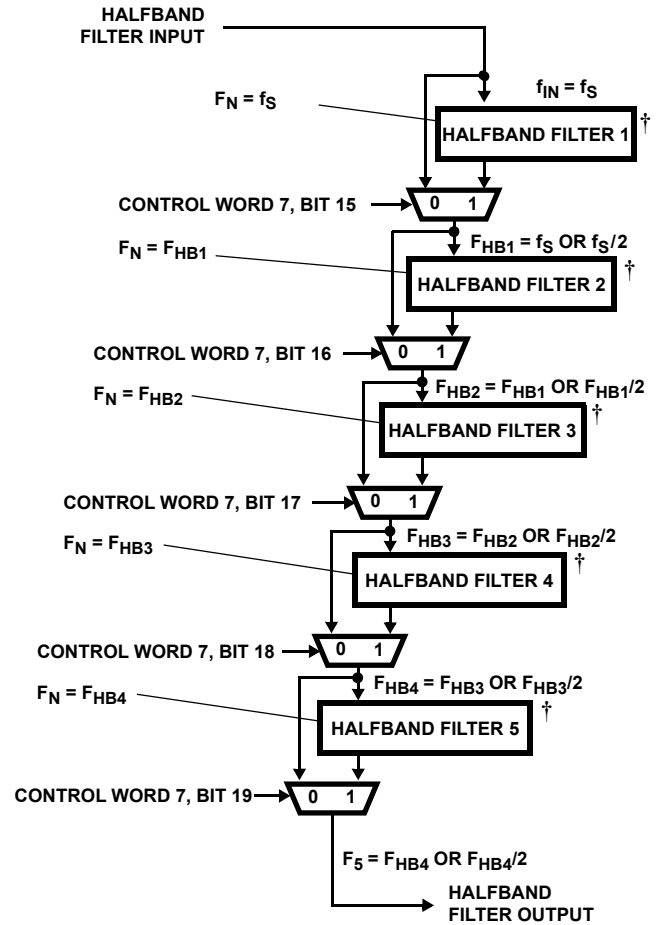 HALFBAND
FILTER INPUT
F_N = f_S
f_IN = f_S
HALFBAND FILTER 1 †
0 1
CONTROL WORD 7, BIT 15
F_N = F_HB1
F_HB1 = f_S OR f_S/2
HALFBAND FILTER 2 †
0 1
CONTROL WORD 7, BIT 16
F_N = F_HB2
F_HB2 = F_HB1 OR F_HB1/2
HALFBAND FILTER 3 †
0 1
CONTROL WORD 7, BIT 17
F_N = F_HB3
F_HB3 = F_HB2 OR F_HB2/2
HALFBAND FILTER 4 †
0 1
CONTROL WORD 7, BIT 18
F_N = F_HB4
F_HB4 = F_HB3 OR F_HB3/2
HALFBAND FILTER 5 †
0 1
CONTROL WORD 7, BIT 19
F_5 = F_HB4 OR F_HB4/2
HALFBAND
FILTER OUTPUT